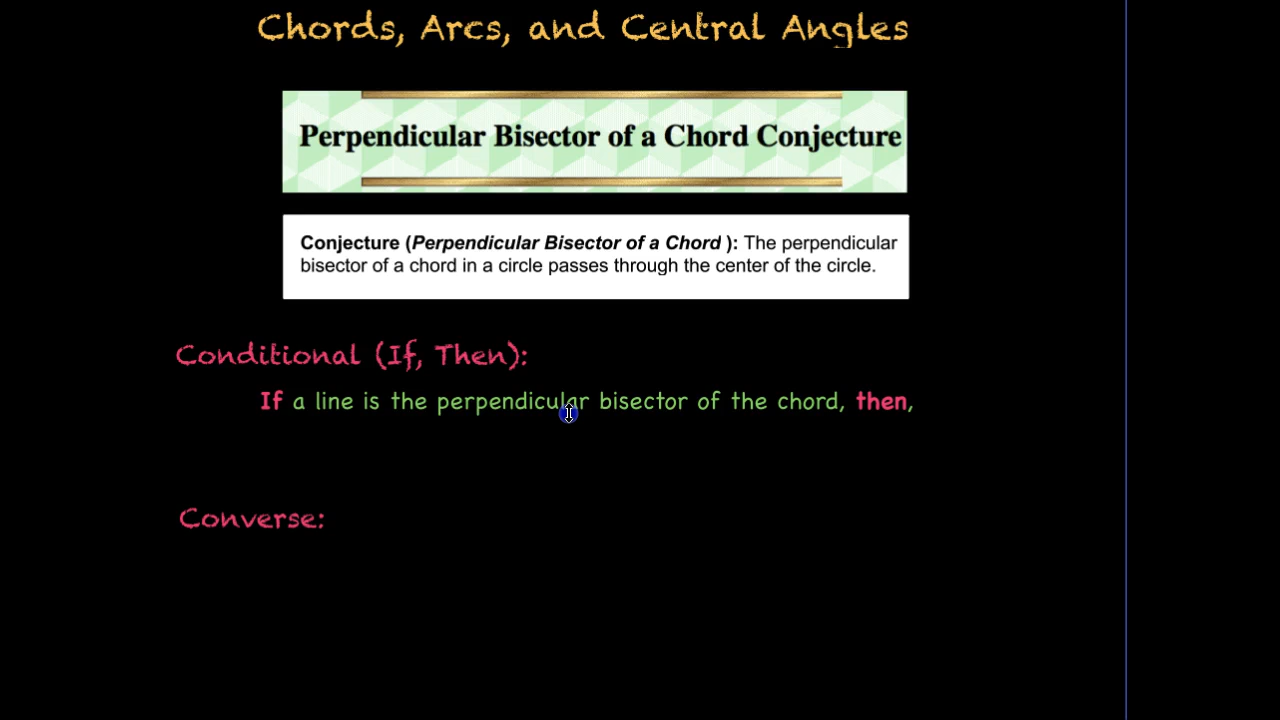 Chords, Arcs, and Central Angles
Perpendicular Bisector of a Chord Conjecture
Conjecture (Perpendicular Bisector of a Chord ): The perpendicular
bisector of a chord in a circle passes through the center of the circle.
Conditional (If, Then):
If a line is the perpendicular bisector of the chord, then,
Converse: